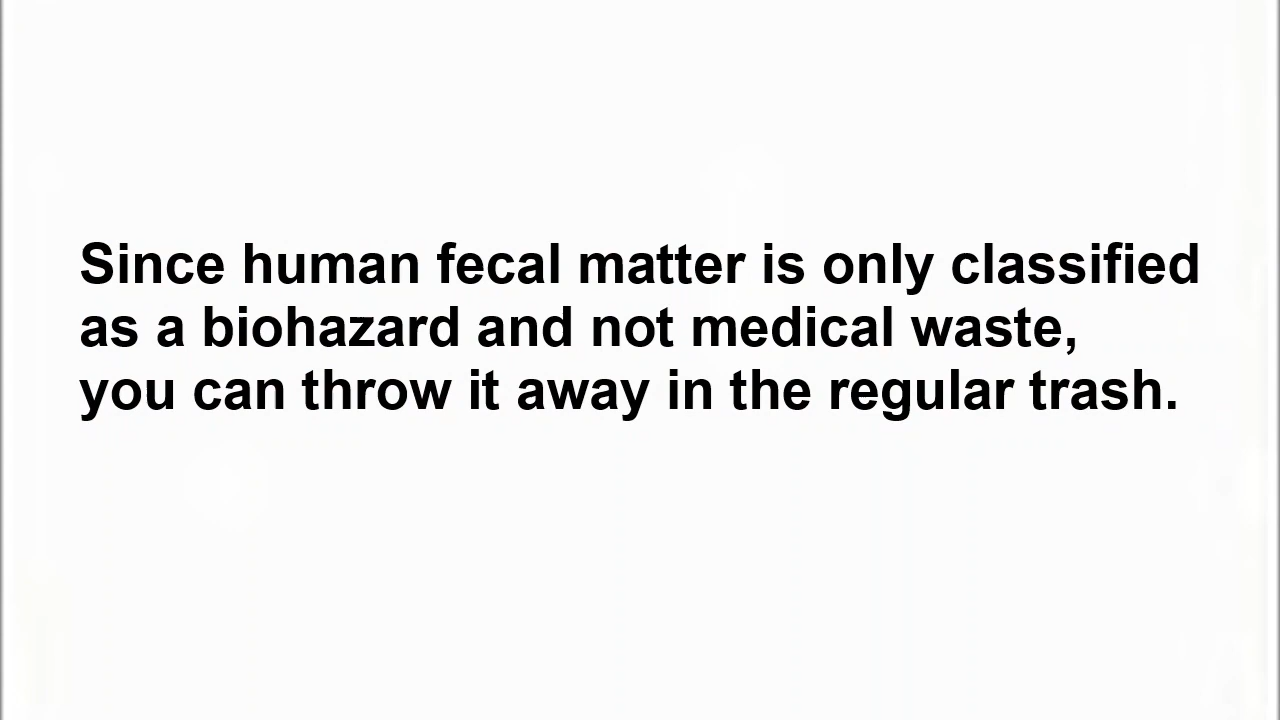 Since human fecal matter is only classified
as a biohazard and not medical waste,
you can throw it away in the regular trash.